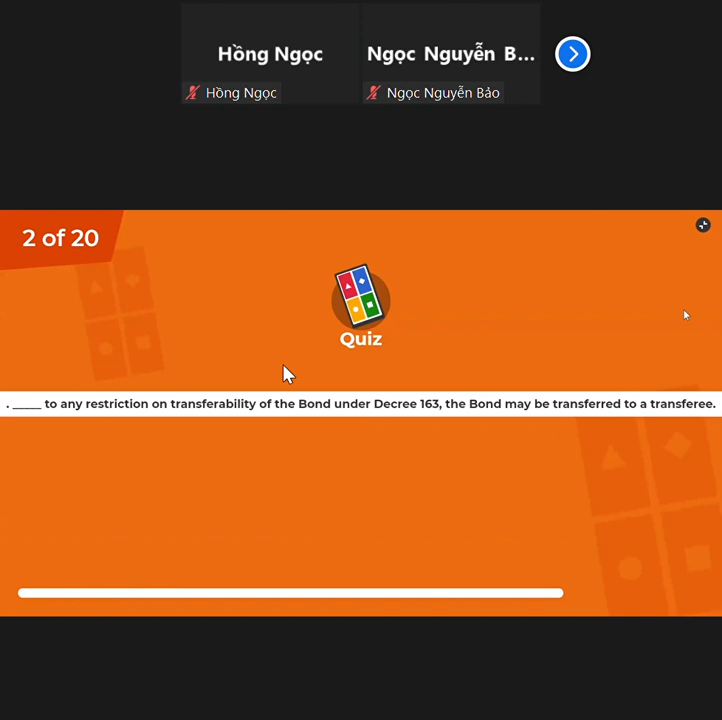 Hồng Ngọc
Ngọc Nguyễn B...
Hồng Ngọc
Ngọc Nguyễn Bảo
2 of 20
Quiz
. _____ to any restriction on transferability of the Bond under Decree 163, the Bond may be transferred to a transferee.